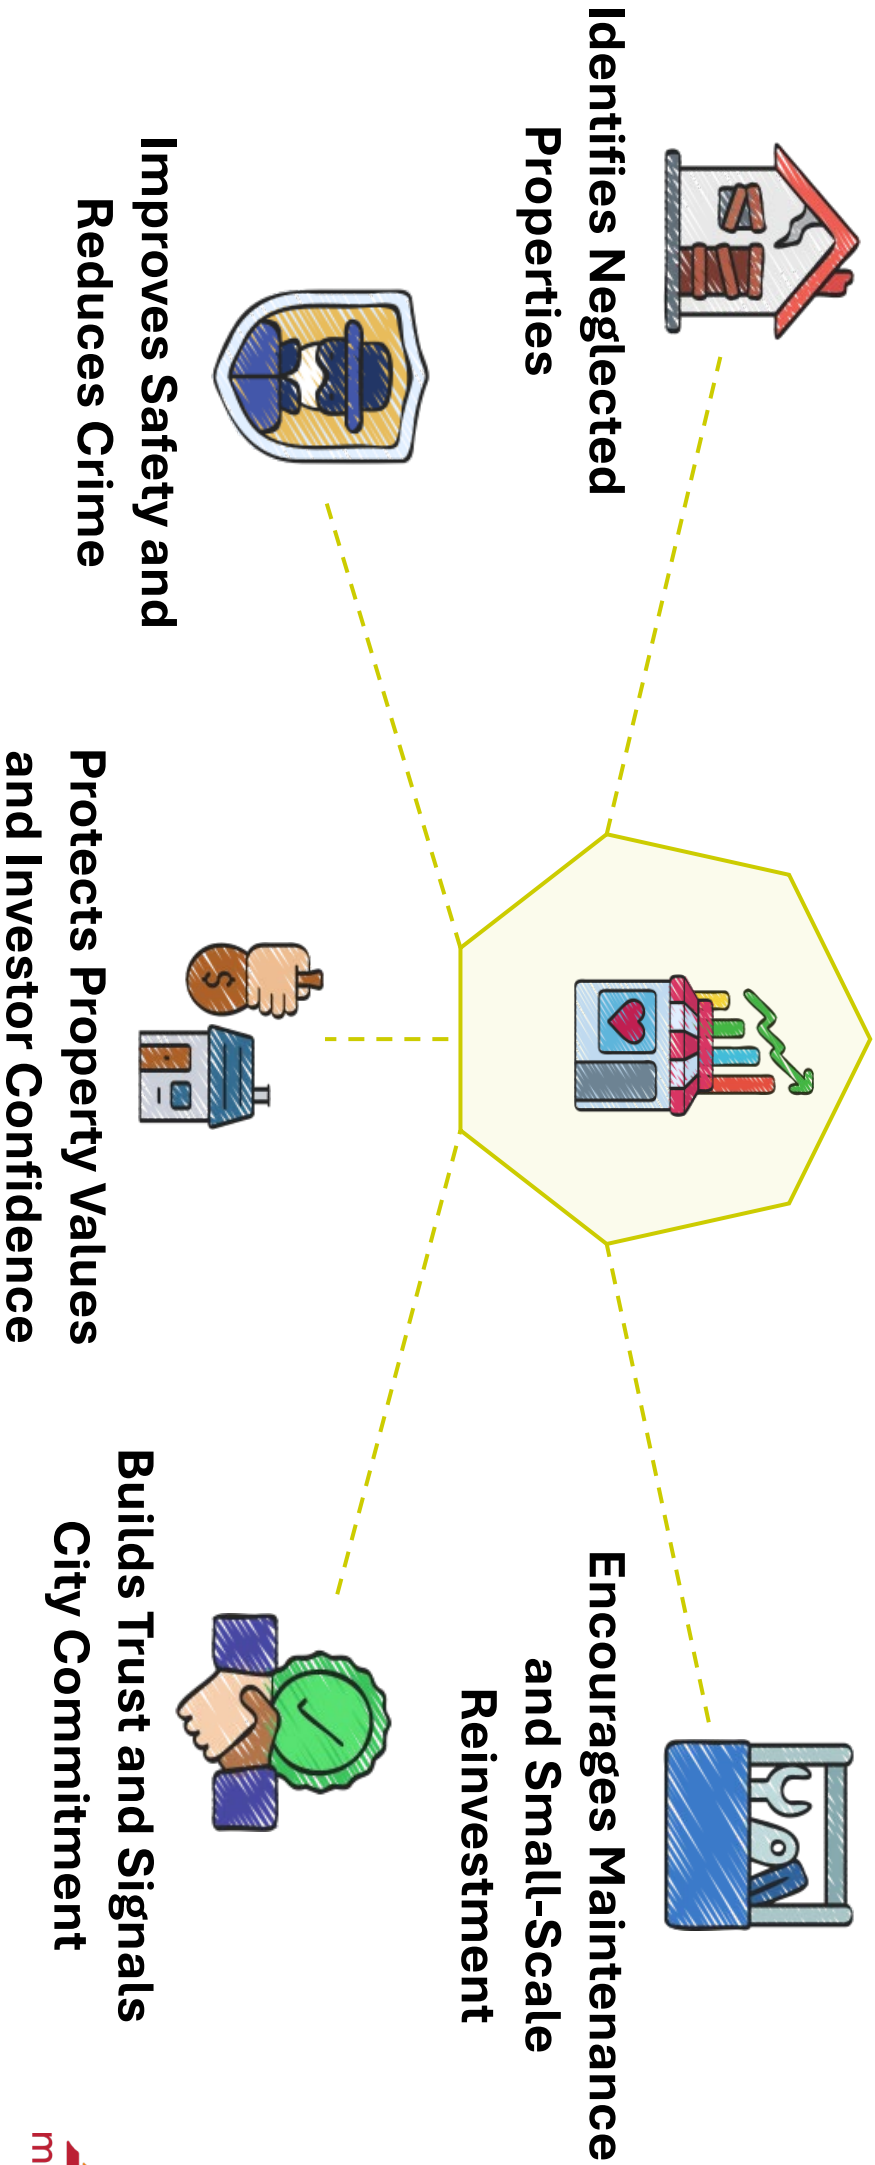 Identifies Neglected
Properties
Improves Safety and
Reduces Crime
Protects Property Values
and Investor Confidence
Builds Trust and Signals
City Commitment
Encourages Maintenance
and Small-Scale
Reinvestment
m